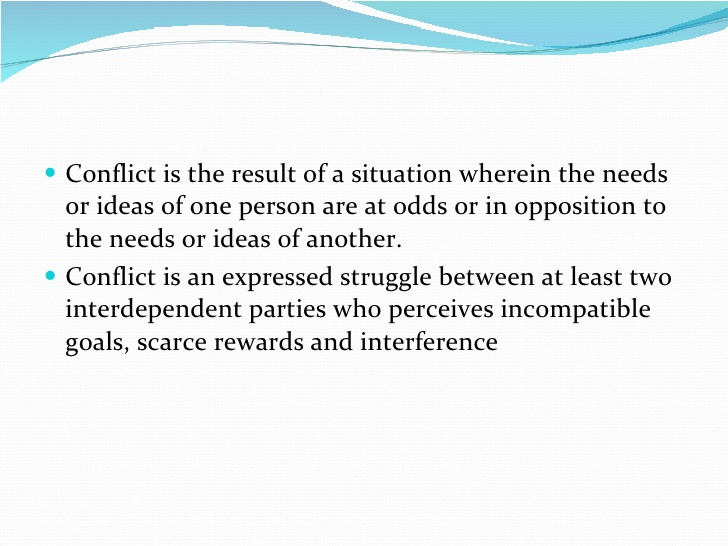 • Conflict is the result of a situation wherein the needs
or ideas of one person are at odds or in opposition to
the needs or ideas of another.
• Conflict is an expressed struggle between at least two
interdependent parties who perceives incompatible
goals, scarce rewards and interference